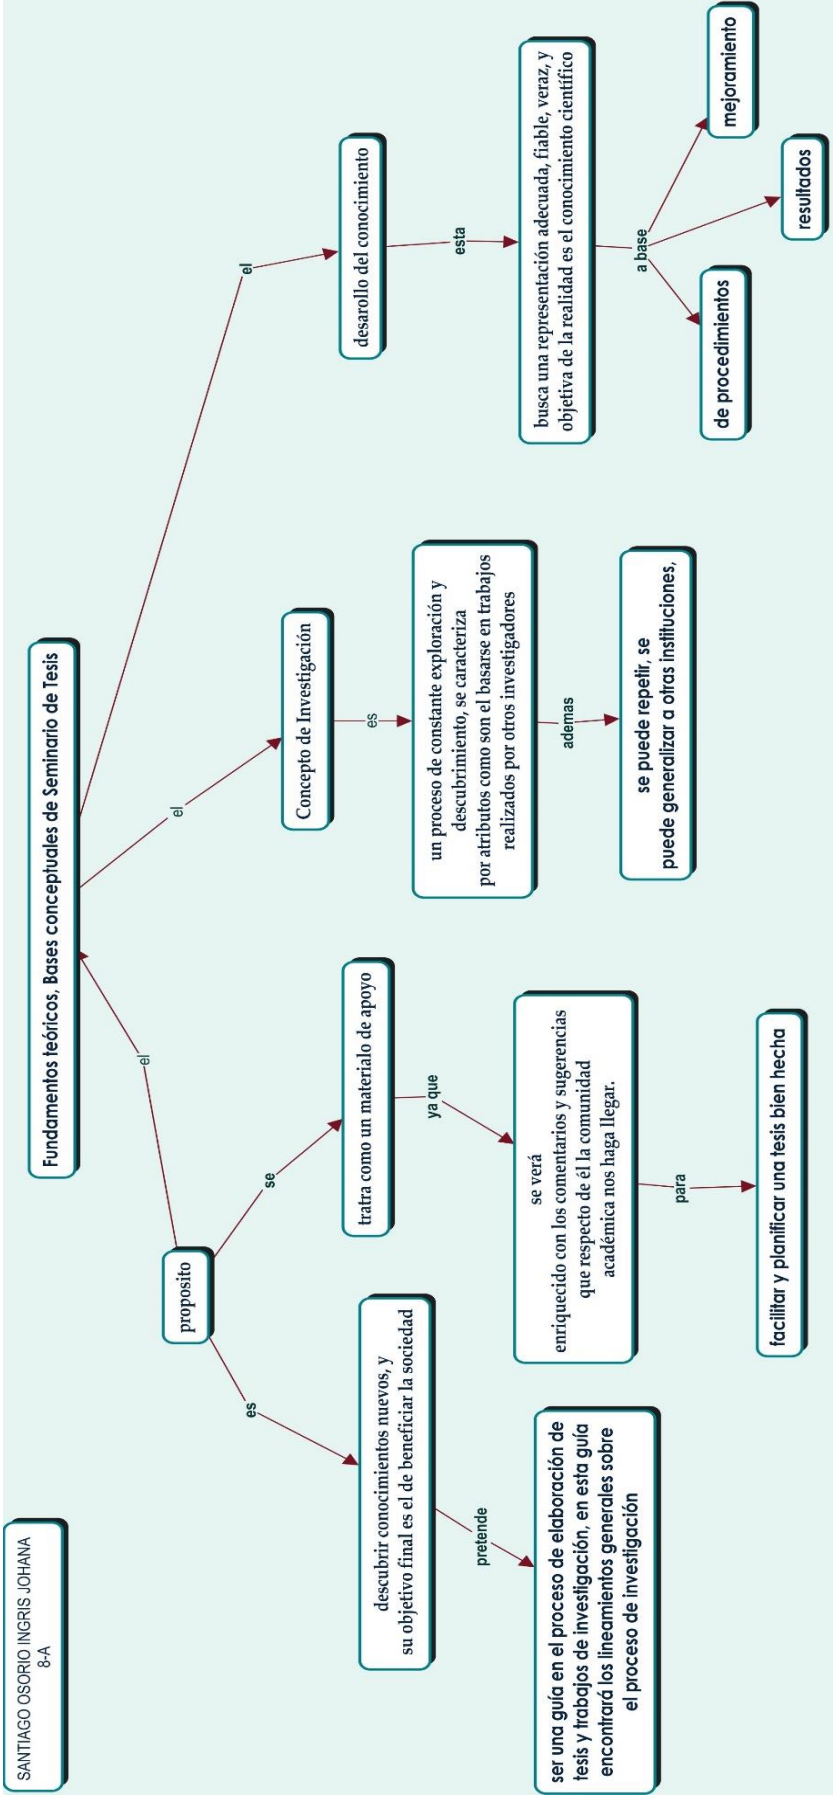 SANTIAGO OSORIO INGRIS JOHANA
8-A
Fundamentos teóricos, Bases conceptuales de Seminario de Tesis
el
el
el
proposito
es
se
descubrir conocimientos nuevos, y
su objetivo final es el de beneficiar la sociedad
pretende
ser una guía en el proceso de elaboración de
tesis y trabajos de investigación, en esta guía
encontrará los lineamientos generales sobre
el proceso de investigación
tratra como un materialo de apoyo
ya que
se verá
enriquecido con los comentarios y sugerencias
que respecto de él la comunidad
académica nos haga llegar.
para
facilitar y planificar una tesis bien hecha
Concepto de Investigación
es
un proceso de constante exploración y
descubrimiento, se caracteriza
por atributos como son el basarse en trabajos
realizados por otros investigadores
ademas
se puede repetir, se
puede generalizar a otras instituciones,
desarollo del conocimiento
esta
busca una representación adecuada, fiable, veraz, y
objetiva de la realidad es el conocimiento científico
a base
de procedimientos
resultados
mejoramiento